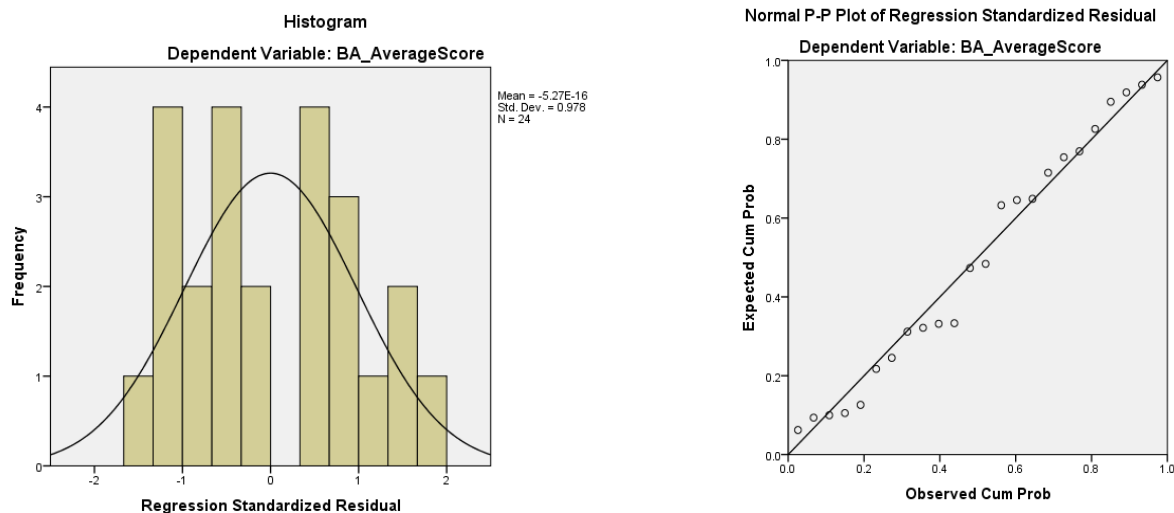 Histogram
Dependent Variable: BA_AverageScore
Mean = -5.27E-16
Std. Dev. = 0.978
N = 24
Frequency
4
3
2
1
0
-2 -1 0 1 2
Regression Standardized Residual
Normal P-P Plot of Regression Standardized Residual
Dependent Variable: BA_AverageScore
Expected Cum Prob
1.0
0.8
0.6
0.4
0.2
0.0
0.0 0.2 0.4 0.6 0.8 1.0
Observed Cum Prob